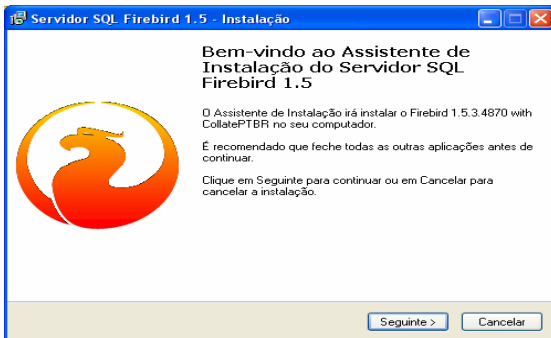 Servidor SQL Firebird 1.5 - Instalação
Bem-vindo ao Assistente de
Instalação do Servidor SQL
Firebird 1.5
O Assistente de Instalação irá instalar o Firebird 1.5.3.4870 with
CollatePTBR no seu computador.
É recomendado que feche todas as outras aplicações antes de
continuar.
Clique em Seguinte para continuar ou em Cancelar para
cancelar a instalação.
Seguinte >
Cancelar